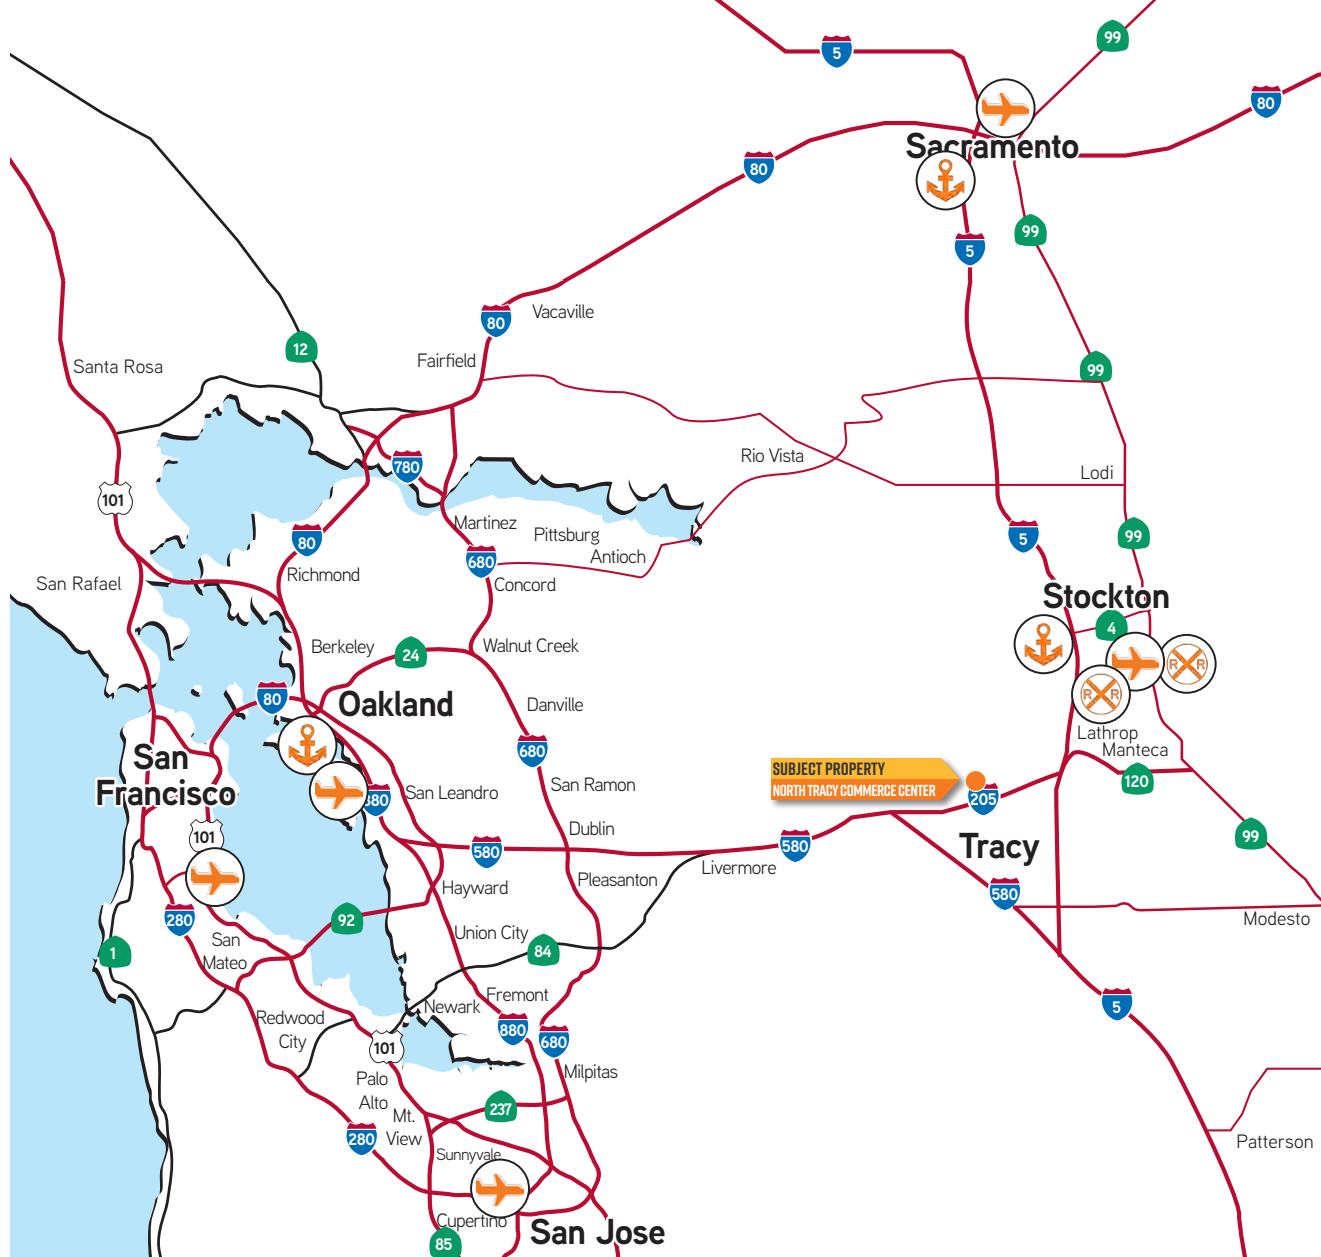 99
5
80
Sacramento
80
99
5
Vacaville
80
12
Fairfield
Santa Rosa
99
Rio Vista
780
Lodi
101
Martinez
Pittsburg
99
5
80
Antioch
680
Richmond
San Rafael
Concord
Stockton
4
Berkeley
24
Walnut Creek
R R
R R
80
Oakland
Danville
Lathrop
Manteca
680
San
Francisco
SUBJECT PROPERTY
NORTH TRACY COMMERCE CENTER
120
San Ramon
San Leandro
205
Dublin
101
99
580
580
Tracy
Livermore
Pleasanton
Hayward
580
280
92
Modesto
Union City
San
Mateo
84
1
Fremont
5
Newark
Redwood
City
880
680
101
Milpitas
Palo
Alto
237
Mt.
View
280
Patterson
Sunnyvale
Cupertino
San Jose
85